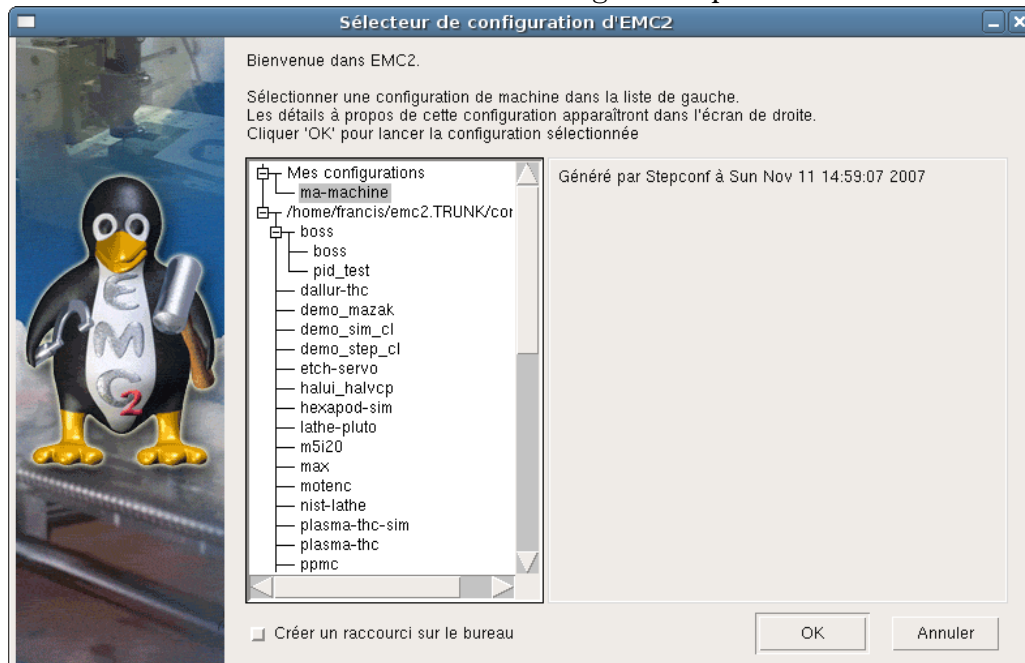 Sélecteur de configuration d'EMC2
Bienvenue dans EMC2.
Sélectionner une configuration de machine dans la liste de gauche.
Les détails à propos de cette configuration apparaîtront dans l'écran de droite.
Cliquer 'OK' pour lancer la configuration sélectionnée
Mes configurations
ma-machine
/home/francis/emc2.TRUNK/cor
boss
boss
pid_test
dallur-thc
demo_mazak
demo_sim_cl
demo_step_cl
etch-servo
halui_halvcp
hexapod-sim
lathe-pluto
m5i20
max
motenc
nist-lathe
plasma-thc-sim
plasma-thc
ppmc
Généré par Stepconf à Sun Nov 11 14:59:07 2007
EMC2
Créer un raccourci sur le bureau
OK
Annuler